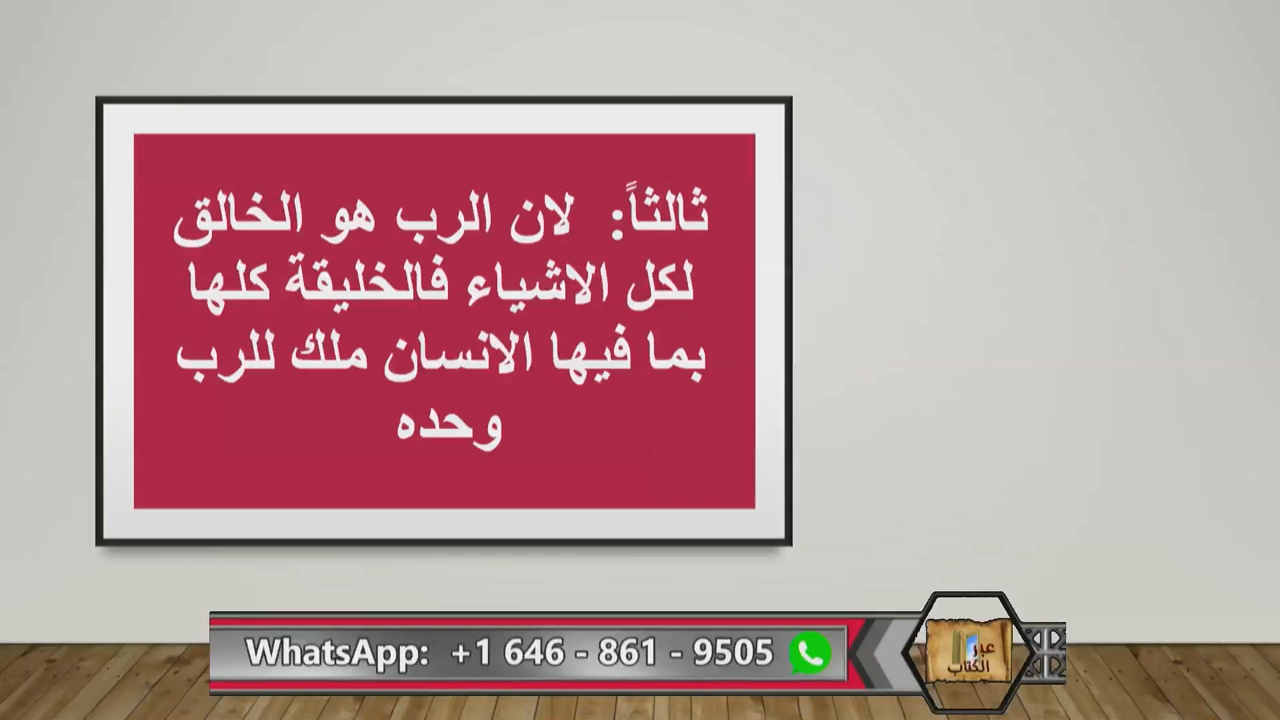 ثالثاً: لان الرب هو الخالق
لكل الاشياء فالخليقة كلها
بما فيها الانسان ملك للرب
وحده
WhatsApp: +1 646 - 861 - 9505
عبر
الكتاب